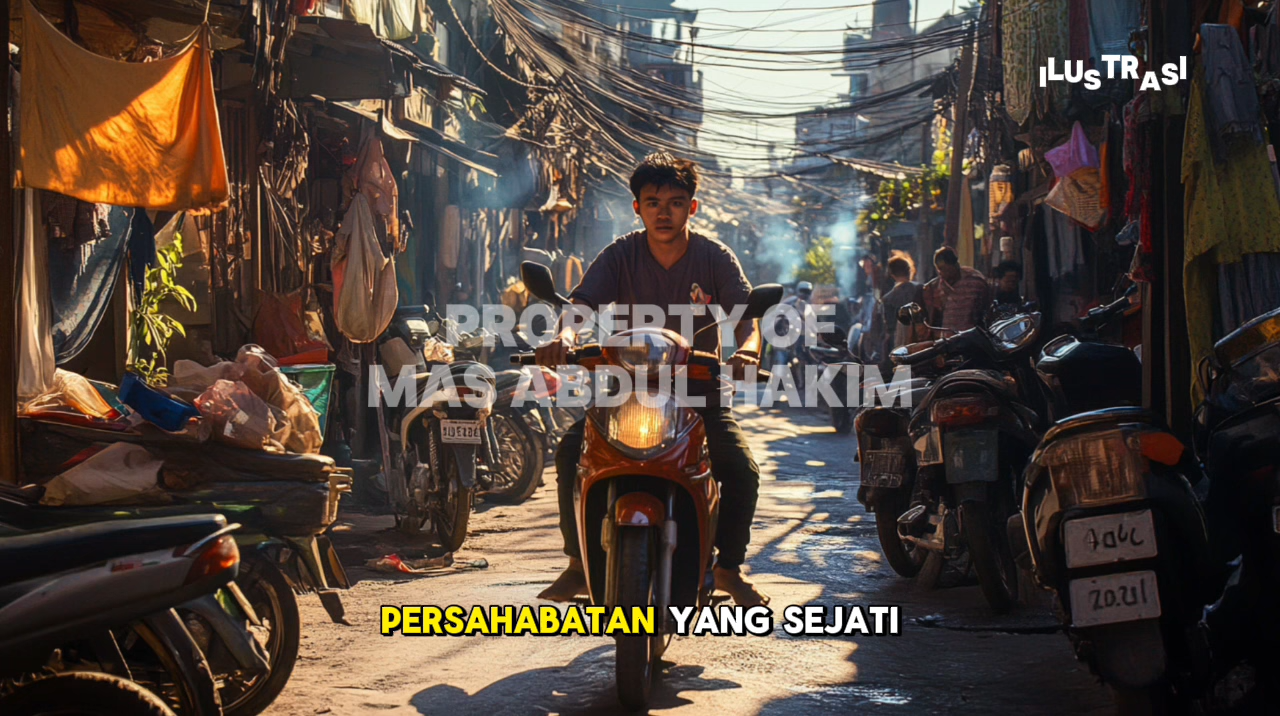 ILUSTRASI
PROPERTY OF
MAS ABDUL HAKIM
PERSAHABATAN YANG SEJATI